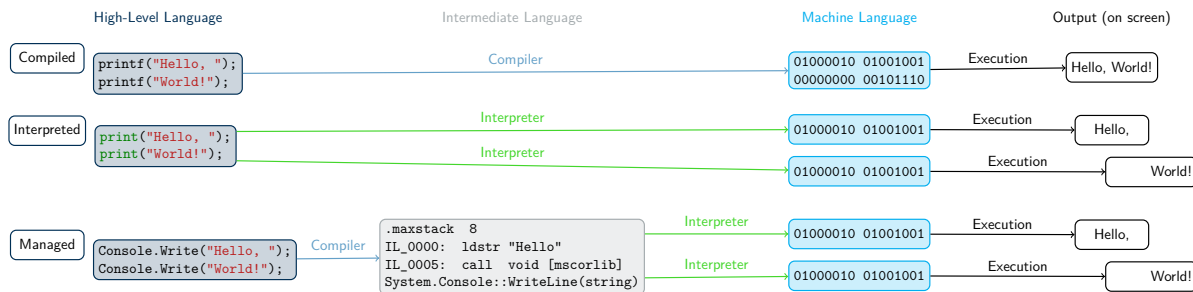 High-Level Language
Intermediate Language
Machine Language
Output (on screen)
Compiled
printf("Hello, ");
printf("World!");
Compiler
01000010 01001001
00000000 00101110
Execution
Hello, World!
Interpreted
print("Hello, ");
print("World!");
Interpreter
01000010 01001001
Execution
Hello,
Interpreter
01000010 01001001
Execution
World!
Managed
Console.Write("Hello, ");
Console.Write("World!");
Compiler
.maxstack 8
IL_0000: ldstr "Hello"
IL_0005: call void [mscorlib]
System.Console::WriteLine(string)
Interpreter
01000010 01001001
Execution
Hello,
Interpreter
01000010 01001001
Execution
World!